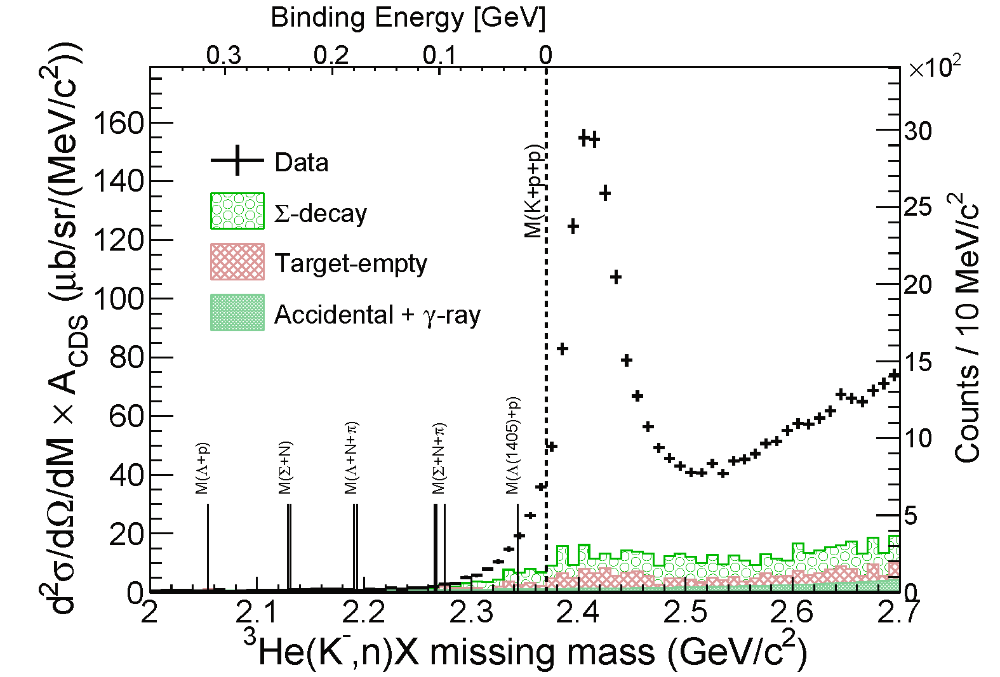 Binding Energy [GeV]
0.3 0.2 0.1 0
×10²
d²σ/dΩ/dM × A_CDS (μb/sr/(MeV/c²))
160
140
120
100
80
60
40
20
0
Data
Σ-decay
Target-empty
Accidental + γ-ray
M(Λ+p)
M(Σ+N)
M(Λ+N+π)
M(Σ+N+π)
M(Λ(1405)+p)
M(K+p+p)
30
25
20
15
10
5
0
Counts / 10 MeV/c²
2 2.1 2.2 2.3 2.4 2.5 2.6 2.7
³He(K⁻,n)X missing mass (GeV/c²)